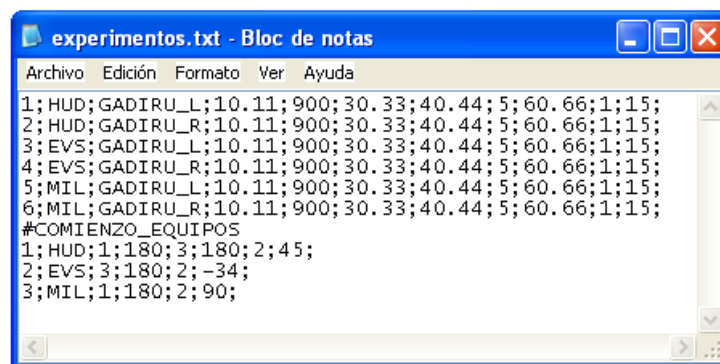 experimentos.txt - Bloc de notas
Archivo Edición Formato Ver Ayuda
1;HUD;GADIRU_L;10.11;900;30.33;40.44;5;60.66;1;15;
2;HUD;GADIRU_R;10.11;900;30.33;40.44;5;60.66;1;15;
3;EVS;GADIRU_L;10.11;900;30.33;40.44;5;60.66;1;15;
4;EVS;GADIRU_R;10.11;900;30.33;40.44;5;60.66;1;15;
5;MIL;GADIRU_L;10.11;900;30.33;40.44;5;60.66;1;15;
6;MIL;GADIRU_R;10.11;900;30.33;40.44;5;60.66;1;15;
#COMIENZO_EQUIPOS
1;HUD;1;180;3;180;2;45;
2;EVS;3;180;2;-34;
3;MIL;1;180;2;90;